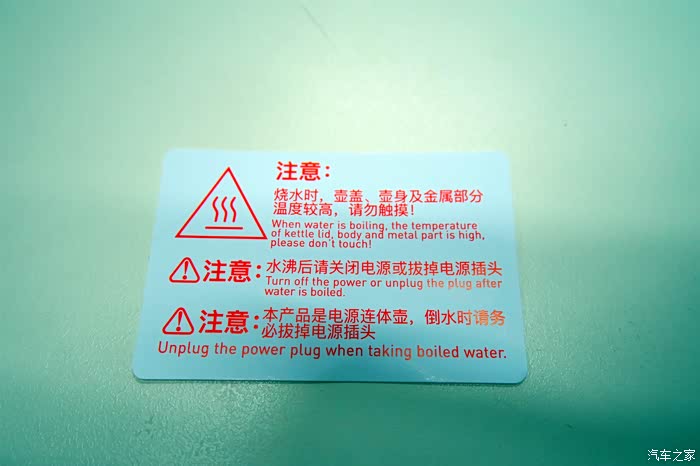 注意：
烧水时，壶盖、壶身及金属部分
温度较高，请勿触摸！
When water is boiling, the temperature
of kettle lid, body and metal part is high,
please don't touch!
注意：水沸后请关闭电源或拔掉电源插头
Turn off the power or unplug the plug after
water is boiled.
注意：本产品是电源连体壶，倒水时请务
必拔掉电源插头
Unplug the power plug when taking boiled water.
汽车之家